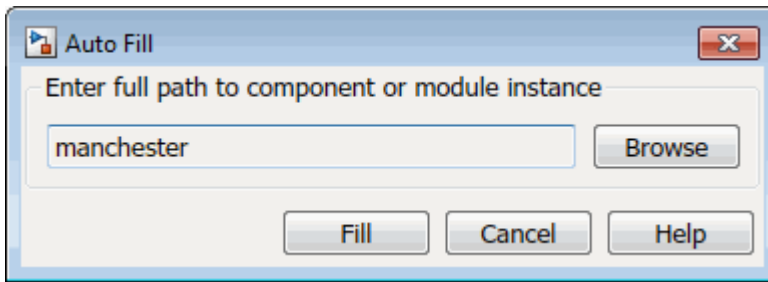 Auto Fill
Enter full path to component or module instance
manchester
Browse
Fill
Cancel
Help